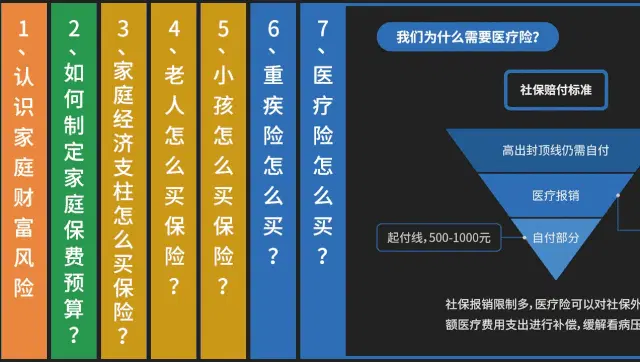 1、认识家庭财富风险
2、如何制定家庭保费预算？
3、家庭经济支柱怎么买保险？
4、老人怎么买保险？
5、小孩怎么买保险？
6、重疾险怎么买？
7、医疗险怎么买？
我们为什么需要医疗险？
社保赔付标准
高出封顶线仍需自付
医疗报销
起付线，500-1000元
自付部分
社保报销限制多，医疗险可以对社保外
额医疗费用支出进行补偿，缓解看病压